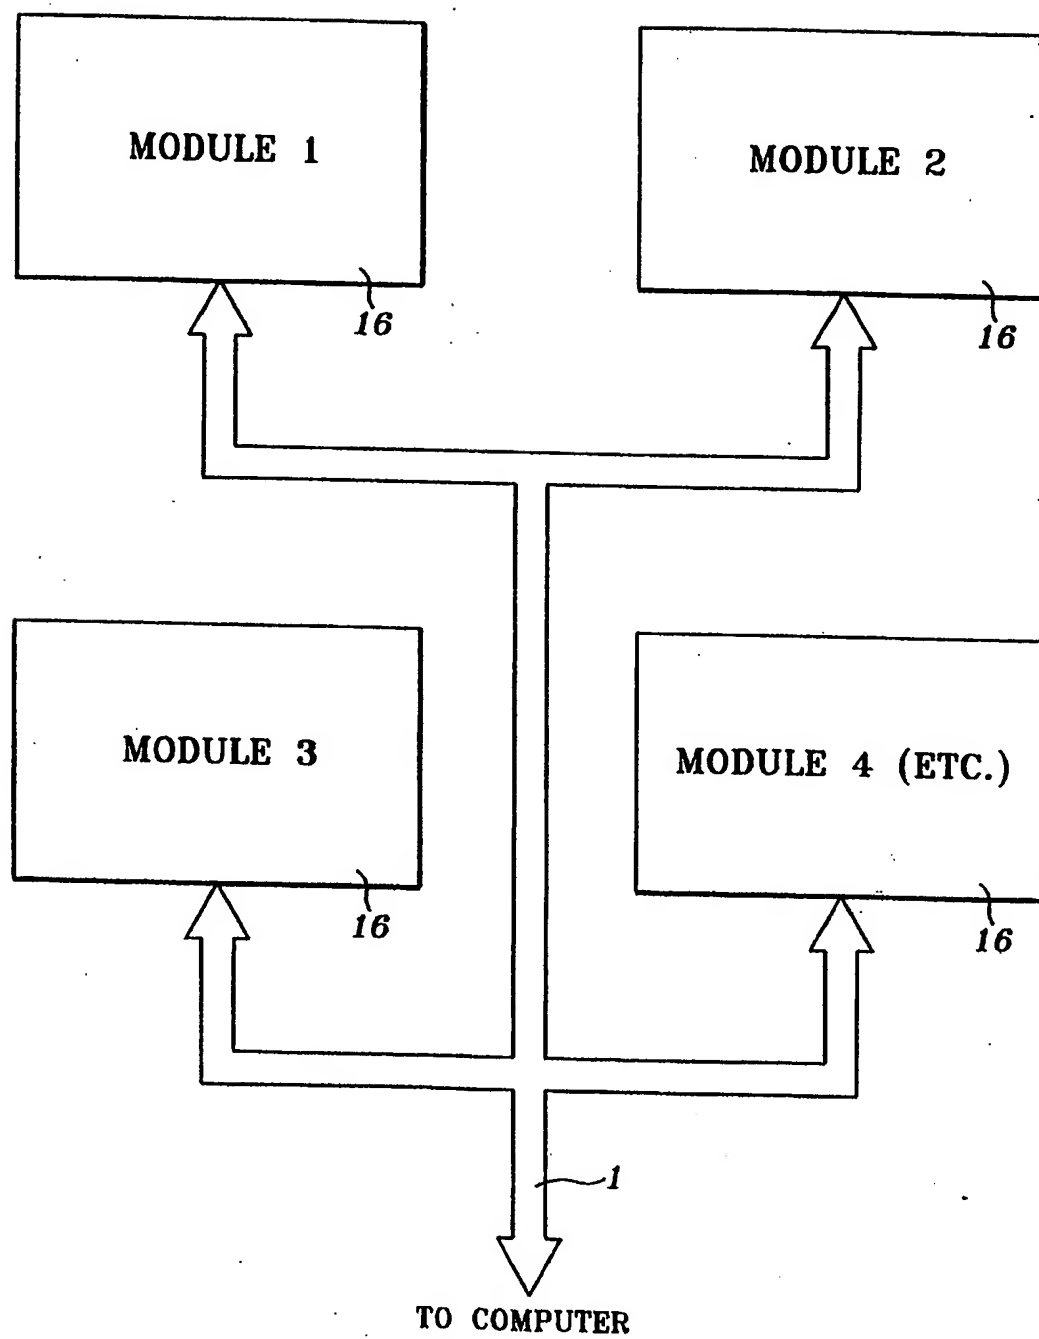 MODULE 1
MODULE 2
16
16
MODULE 3
MODULE 4 (ETC.)
16
16
1
TO COMPUTER